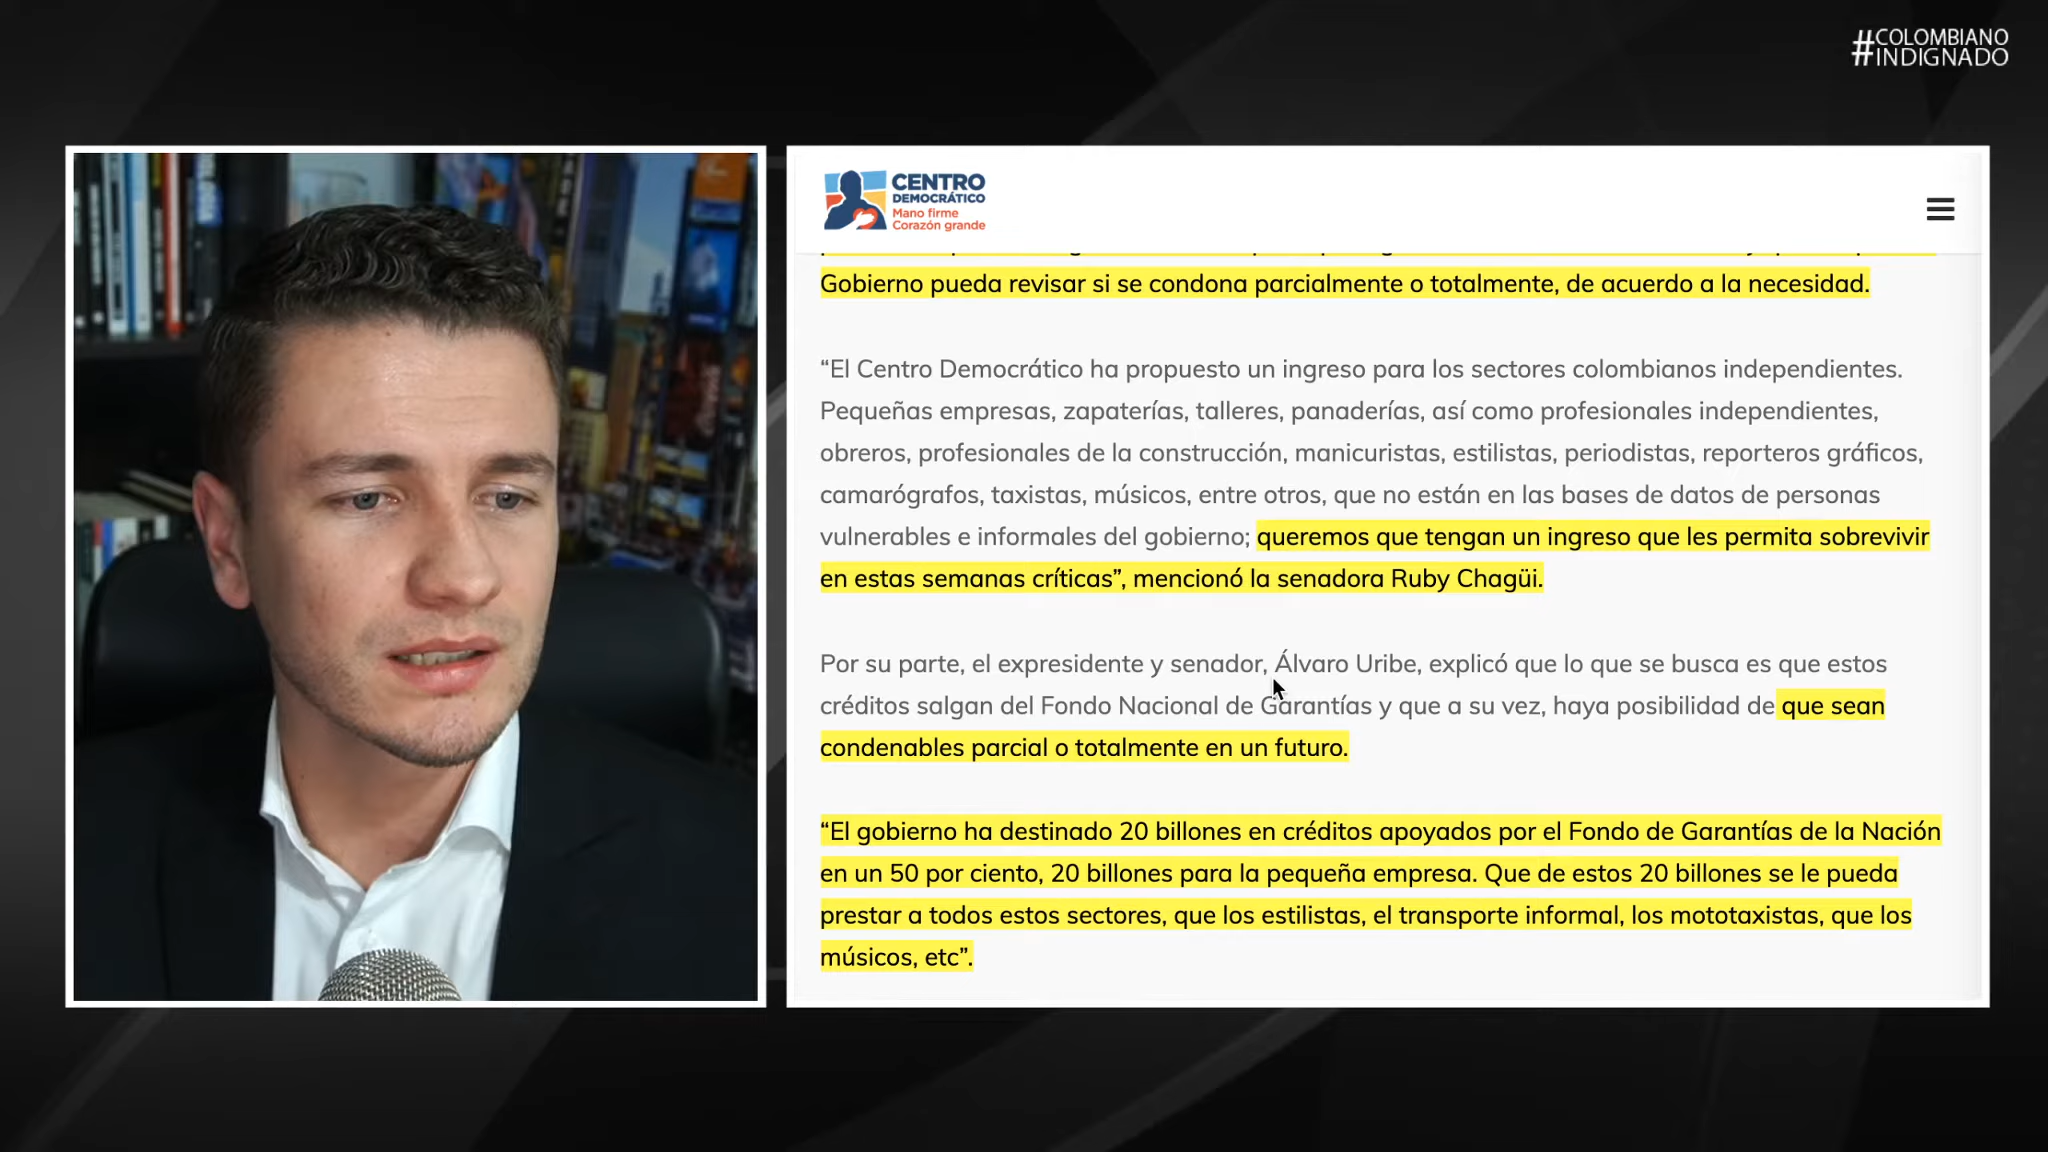 #COLOMBIANO
INDIGNADO
CENTRO
DEMOCRÁTICO
Mano firme
Corazón grande
Gobierno pueda revisar si se condona parcialmente o totalmente, de acuerdo a la necesidad.
“El Centro Democrático ha propuesto un ingreso para los sectores colombianos independientes.
Pequeñas empresas, zapaterías, talleres, panaderías, así como profesionales independientes,
obreros, profesionales de la construcción, manicuristas, estilistas, periodistas, reporteros gráficos,
camarógrafos, taxistas, músicos, entre otros, que no están en las bases de datos de personas
vulnerables e informales del gobierno; queremos que tengan un ingreso que les permita sobrevivir
en estas semanas críticas”, mencionó la senadora Ruby Chagüi.
Por su parte, el expresidente y senador, Álvaro Uribe, explicó que lo que se busca es que estos
créditos salgan del Fondo Nacional de Garantías y que a su vez, haya posibilidad de que sean
condenables parcial o totalmente en un futuro.
“El gobierno ha destinado 20 billones en créditos apoyados por el Fondo de Garantías de la Nación
en un 50 por ciento, 20 billones para la pequeña empresa. Que de estos 20 billones se le pueda
prestar a todos estos sectores, que los estilistas, el transporte informal, los mototaxistas, que los
músicos, etc”.